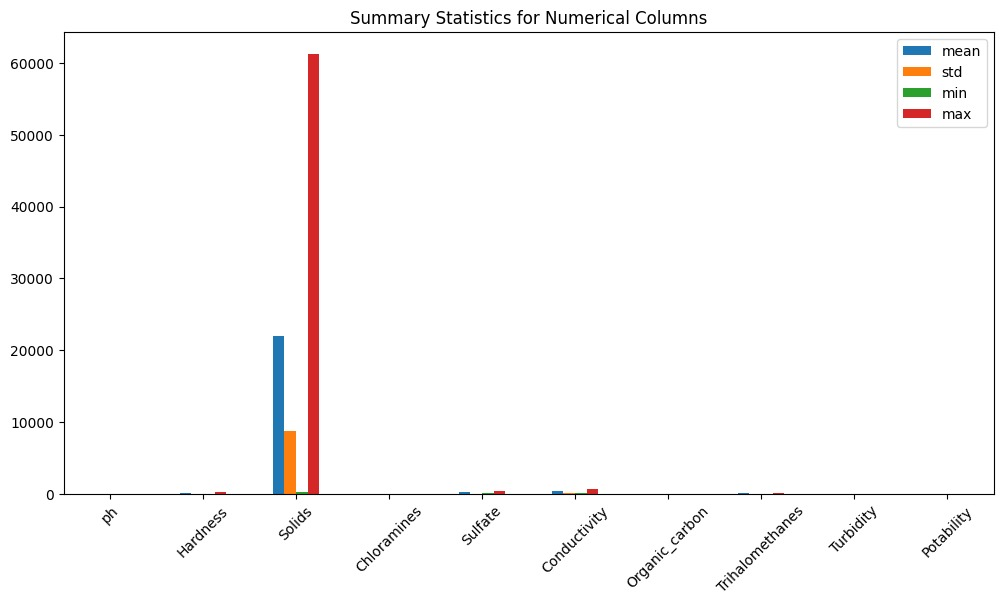 Summary Statistics for Numerical Columns
mean
std
min
max
60000
50000
40000
30000
20000
10000
0
ph
Hardness
Solids
Chloramines
Sulfate
Conductivity
Organic_carbon
Trihalomethanes
Turbidity
Potability